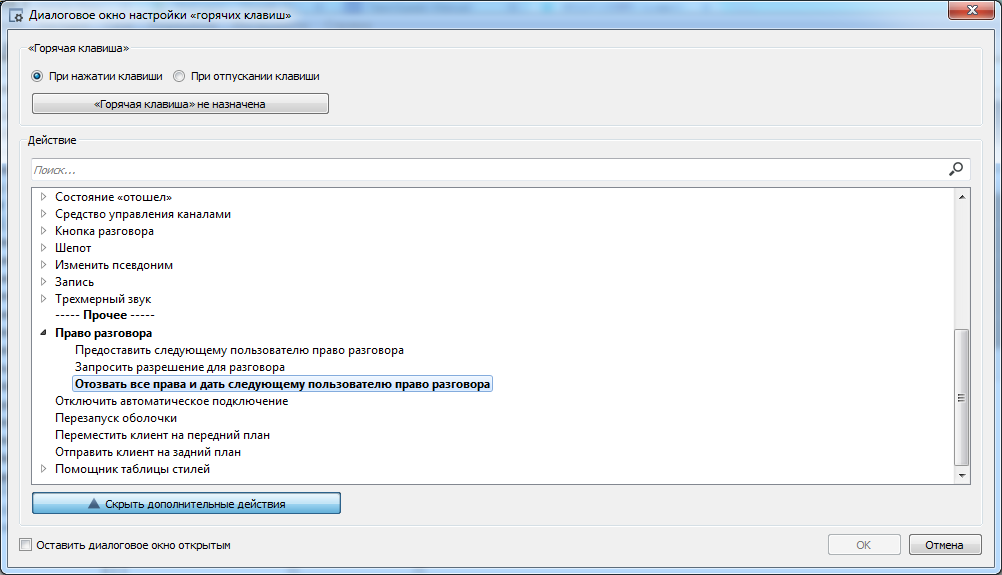 Диалоговое окно настройки «горячих клавиш»
«Горячая клавиша»
При нажатии клавиши При отпускании клавиши
«Горячая клавиша» не назначена
Действие
Поиск...
Состояние «отошел»
Средство управления каналами
Кнопка разговора
Шепот
Изменить псевдоним
Запись
Трехмерный звук
----- Прочее -----
Право разговора
Предоставить следующему пользователю право разговора
Запросить разрешение для разговора
Отозвать все права и дать следующему пользователю право разговора
Отключить автоматическое подключение
Перезапуск оболочки
Переместить клиент на передний план
Отправить клиент на задний план
Помощник таблицы стилей
Скрыть дополнительные действия
Оставить диалоговое окно открытым
OK Отмена